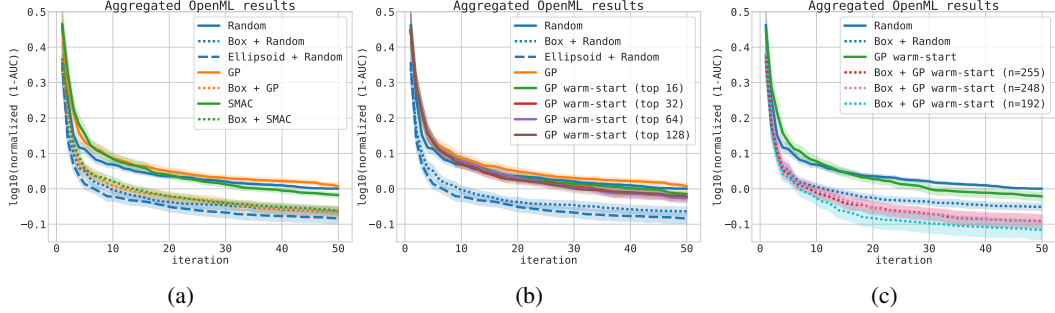 Aggregated OpenML results
log10(normalized (1-AUC)
0.5
0.4
0.3
0.2
0.1
0.0
−0.1
0
10
20
30
40
50
iteration
Random
Box + Random
Ellipsoid + Random
GP
Box + GP
SMAC
Box + SMAC
(a)
Aggregated OpenML results
log10(normalized (1-AUC)
0.5
0.4
0.3
0.2
0.1
0.0
−0.1
0
10
20
30
40
50
iteration
Random
Box + Random
Ellipsoid + Random
GP
GP warm-start (top 16)
GP warm-start (top 32)
GP warm-start (top 64)
GP warm-start (top 128)
(b)
Aggregated OpenML results
log10(normalized (1-AUC)
0.5
0.4
0.3
0.2
0.1
0.0
−0.1
0
10
20
30
40
50
iteration
Random
Box + Random
GP warm-start
Box + GP warm-start (n=255)
Box + GP warm-start (n=248)
Box + GP warm-start (n=192)
(c)